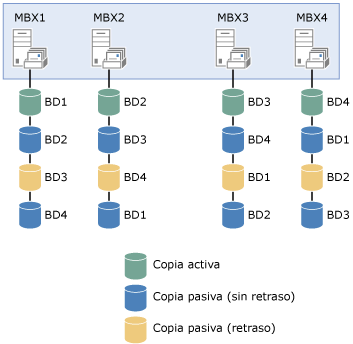 MBX1 MBX2 MBX3 MBX4
BD1 BD2 BD3 BD4
BD2 BD3 BD4 BD1
BD3 BD4 BD1 BD2
BD4 BD1 BD2 BD3
Copia activa
Copia pasiva (sin retraso)
Copia pasiva (retraso)